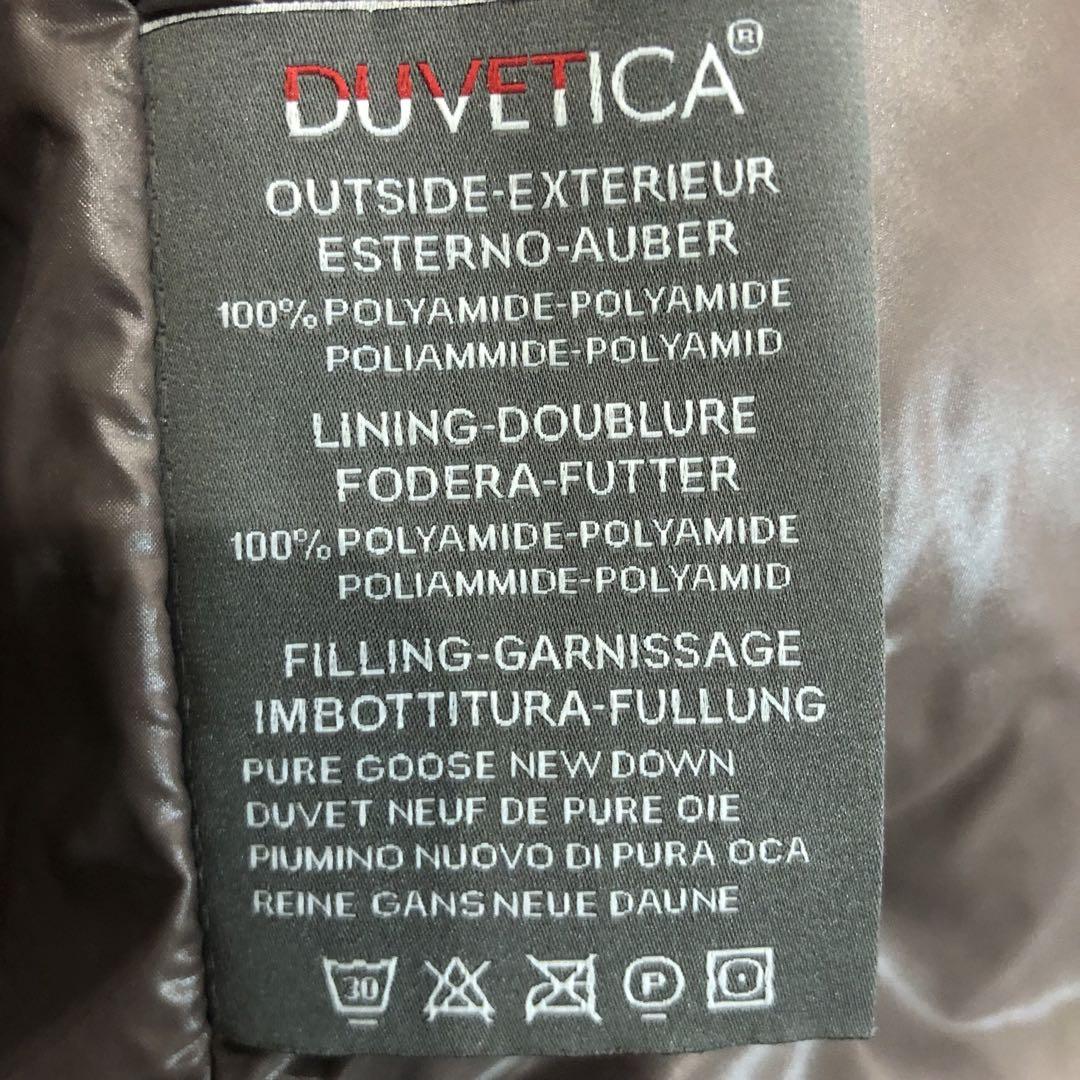 DUVETICA®
OUTSIDE-EXTERIEUR
ESTERNO-AUBER
100% POLYAMIDE-POLYAMIDE
POLIAMMIDE-POLYAMID
LINING-DOUBLURE
FODERA-FUTTER
100% POLYAMIDE-POLYAMIDE
POLIAMMIDE-POLYAMID
FILLING-GARNISSAGE
IMBOTTITURA-FULLUNG
PURE GOOSE NEW DOWN
DUVET NEUF DE PURE OIE
PIUMINO NUOVO DI PURA OCA
REINE GANS NEUE DAUNE
30 P